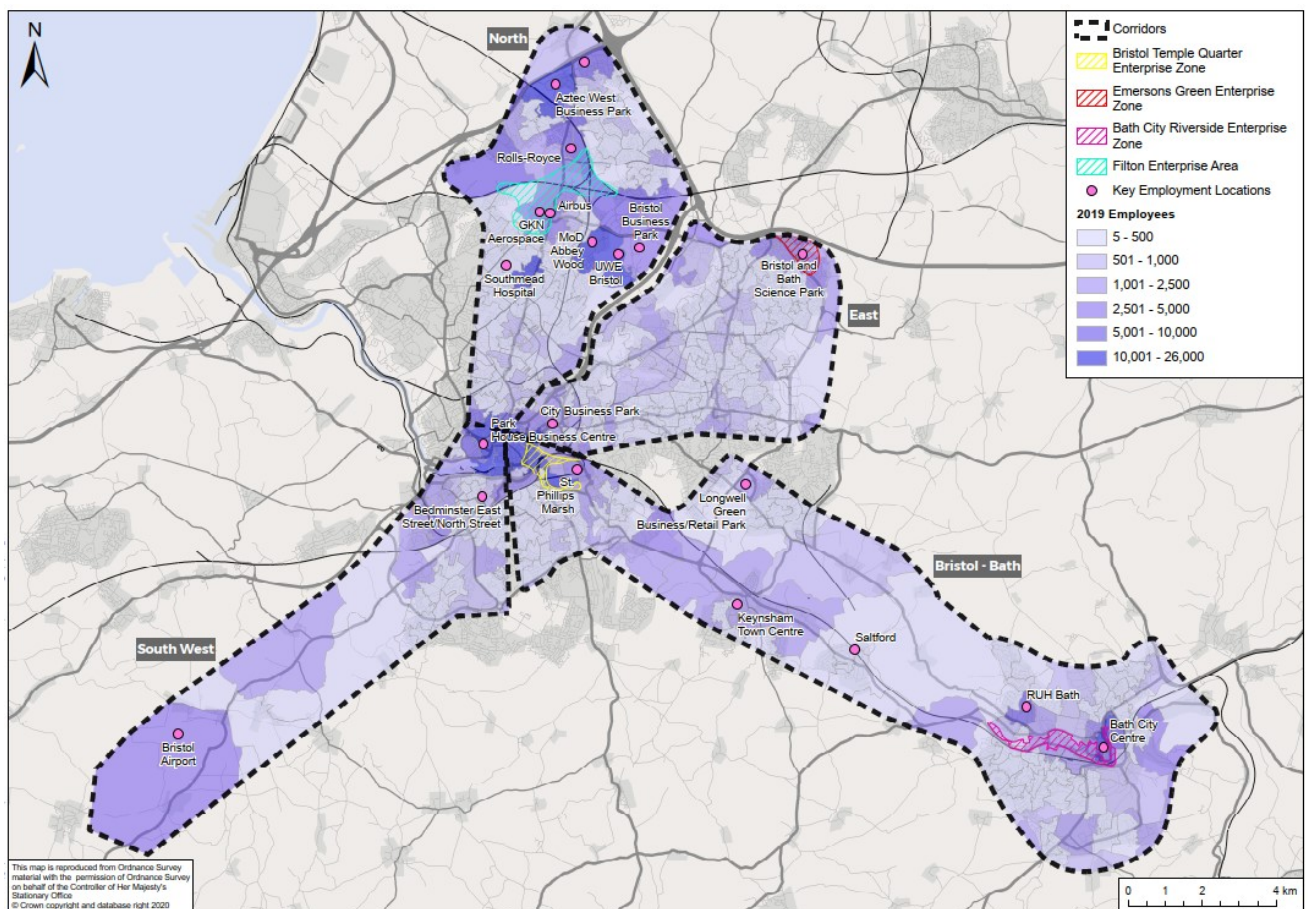 N
North
Aztec West
Business Park
Rolls-Royce
Airbus
GKN
Aerospace
MoD
Abbey
Wood
Bristol
Business
Park
UWE
Bristol
Southmead
Hospital
Bristol and
Bath
Science Park
East
City Business Park
Park
House Business Centre
St.
Phillips
Marsh
Bedminster East
Street/North Street
Longwell
Green
Business/Retail Park
Bristol - Bath
Keynsham
Town Centre
Saltford
South West
Bristol
Airport
RUH Bath
Bath City
Centre
Corridors
Bristol Temple Quarter
Enterprise Zone
Emersons Green Enterprise
Zone
Bath City Riverside Enterprise
Zone
Filton Enterprise Area
Key Employment Locations
2019 Employees
5 - 500
501 - 1,000
1,001 - 2,500
2,501 - 5,000
5,001 - 10,000
10,001 - 26,000
This map is reproduced from Ordnance Survey
material with the permission of Ordnance Survey
on behalf of the Controller of Her Majesty's
Stationary Office
© Crown copyright and database right 2020
0 1 2 4 km